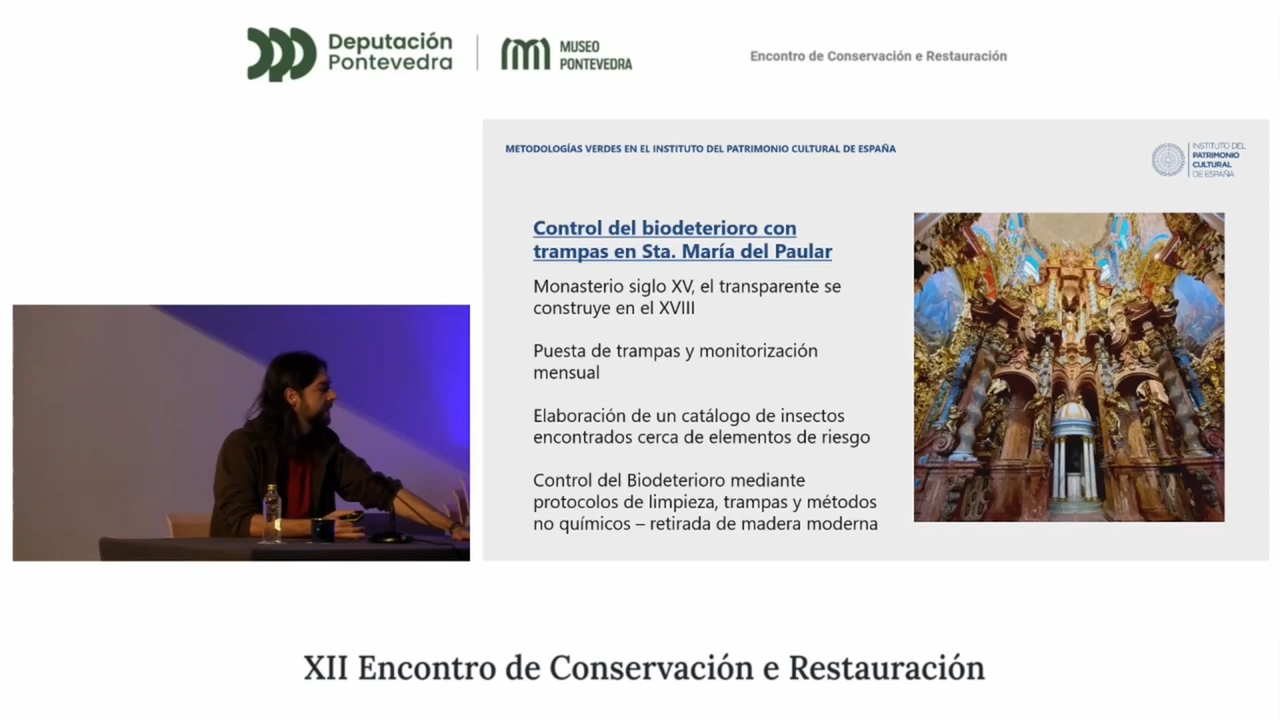 Deputación
Pontevedra
MUSEO
PONTEVEDRA
Encontro de Conservación e Restauración
METODOLOGÍAS VERDES EN EL INSTITUTO DEL PATRIMONIO CULTURAL DE ESPAÑA
INSTITUTO DEL
PATRIMONIO
CULTURAL
DE ESPAÑA
Control del biodeterioro con
trampas en Sta. María del Paular
Monasterio siglo XV, el transparente se
construye en el XVIII
Puesta de trampas y monitorización
mensual
Elaboración de un catálogo de insectos
encontrados cerca de elementos de riesgo
Control del Biodeterioro mediante
protocolos de limpieza, trampas y métodos
no químicos – retirada de madera moderna
XII Encontro de Conservación e Restauración